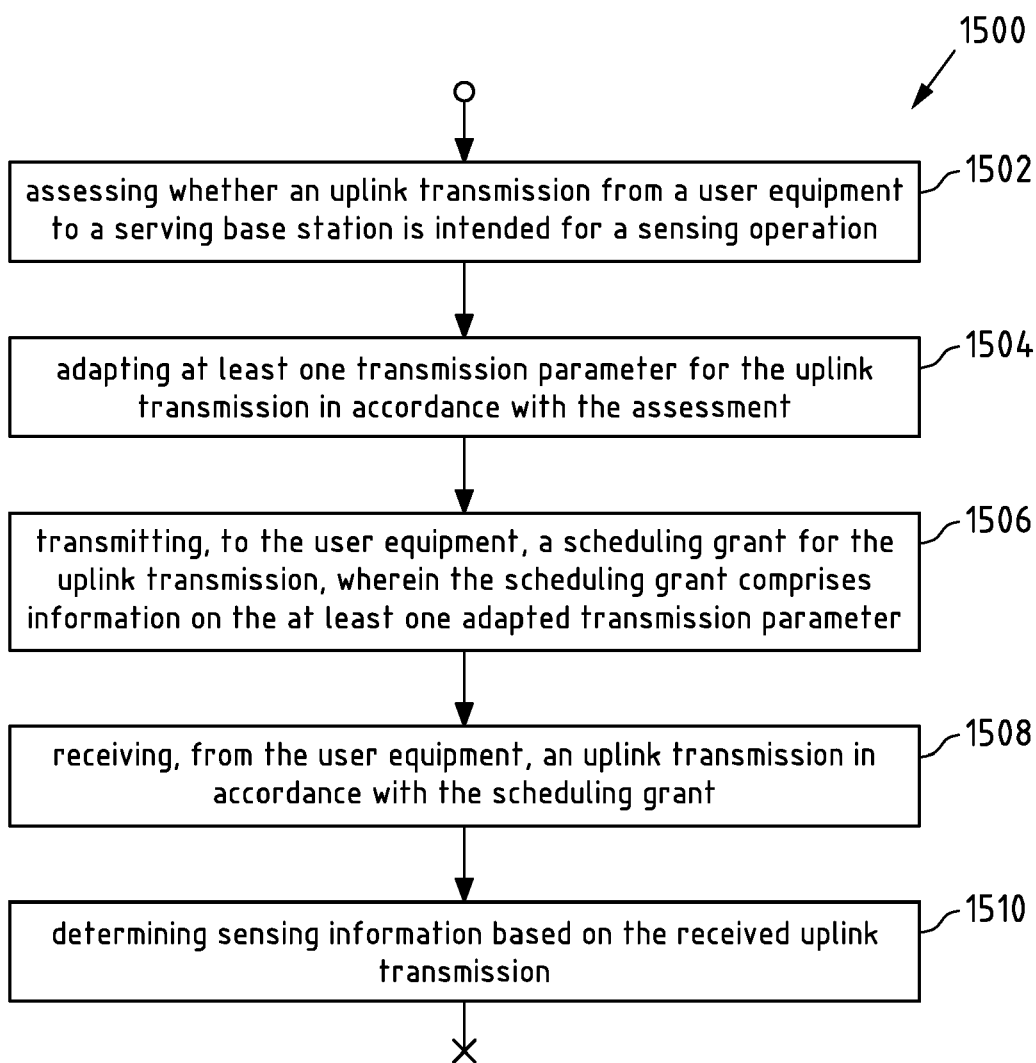 1500
1502
assessing whether an uplink transmission from a user equipment
to a serving base station is intended for a sensing operation
1504
adapting at least one transmission parameter for the uplink
transmission in accordance with the assessment
1506
transmitting, to the user equipment, a scheduling grant for the
uplink transmission, wherein the scheduling grant comprises
information on the at least one adapted transmission parameter
1508
receiving, from the user equipment, an uplink transmission in
accordance with the scheduling grant
1510
determining sensing information based on the received uplink
transmission